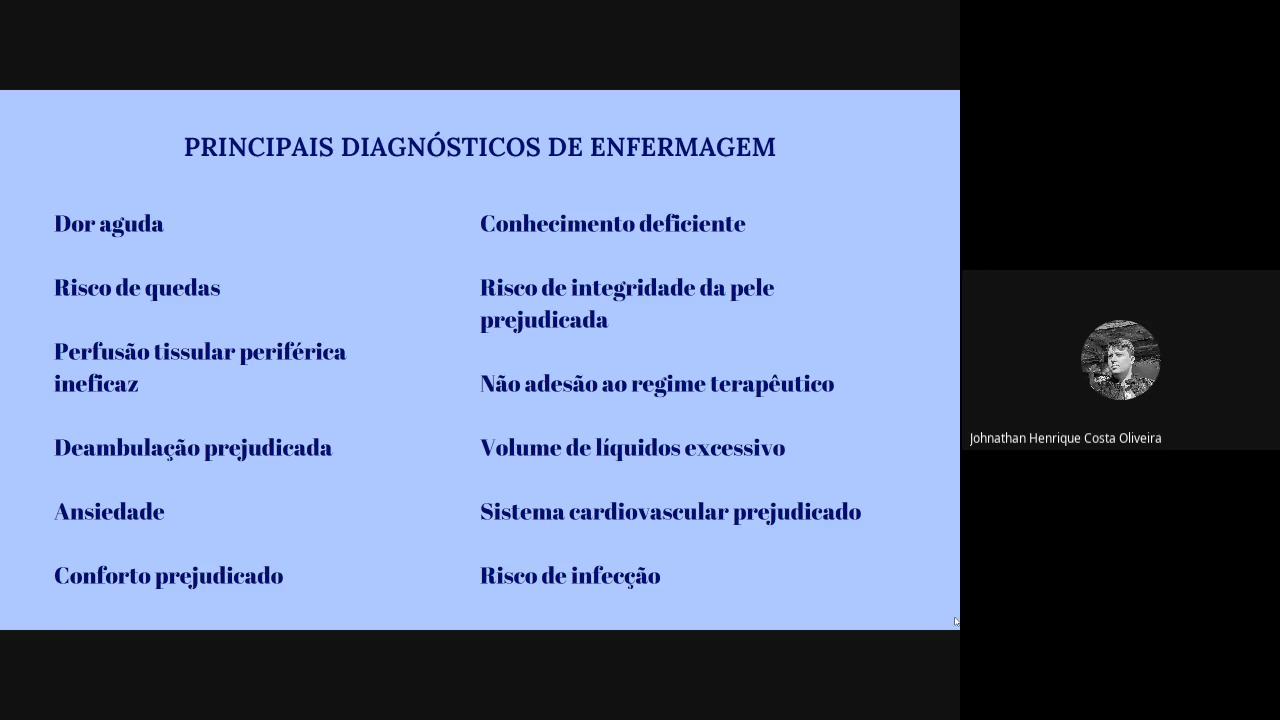 PRINCIPAIS DIAGNÓSTICOS DE ENFERMAGEM
Dor aguda
Risco de quedas
Perfusão tissular periférica
ineficaz
Deambulação prejudicada
Ansiedade
Conforto prejudicado
Conhecimento deficiente
Risco de integridade da pele
prejudicada
Não adesão ao regime terapêutico
Volume de líquidos excessivo
Sistema cardiovascular prejudicado
Risco de infecção
Johnathan Henrique Costa Oliveira